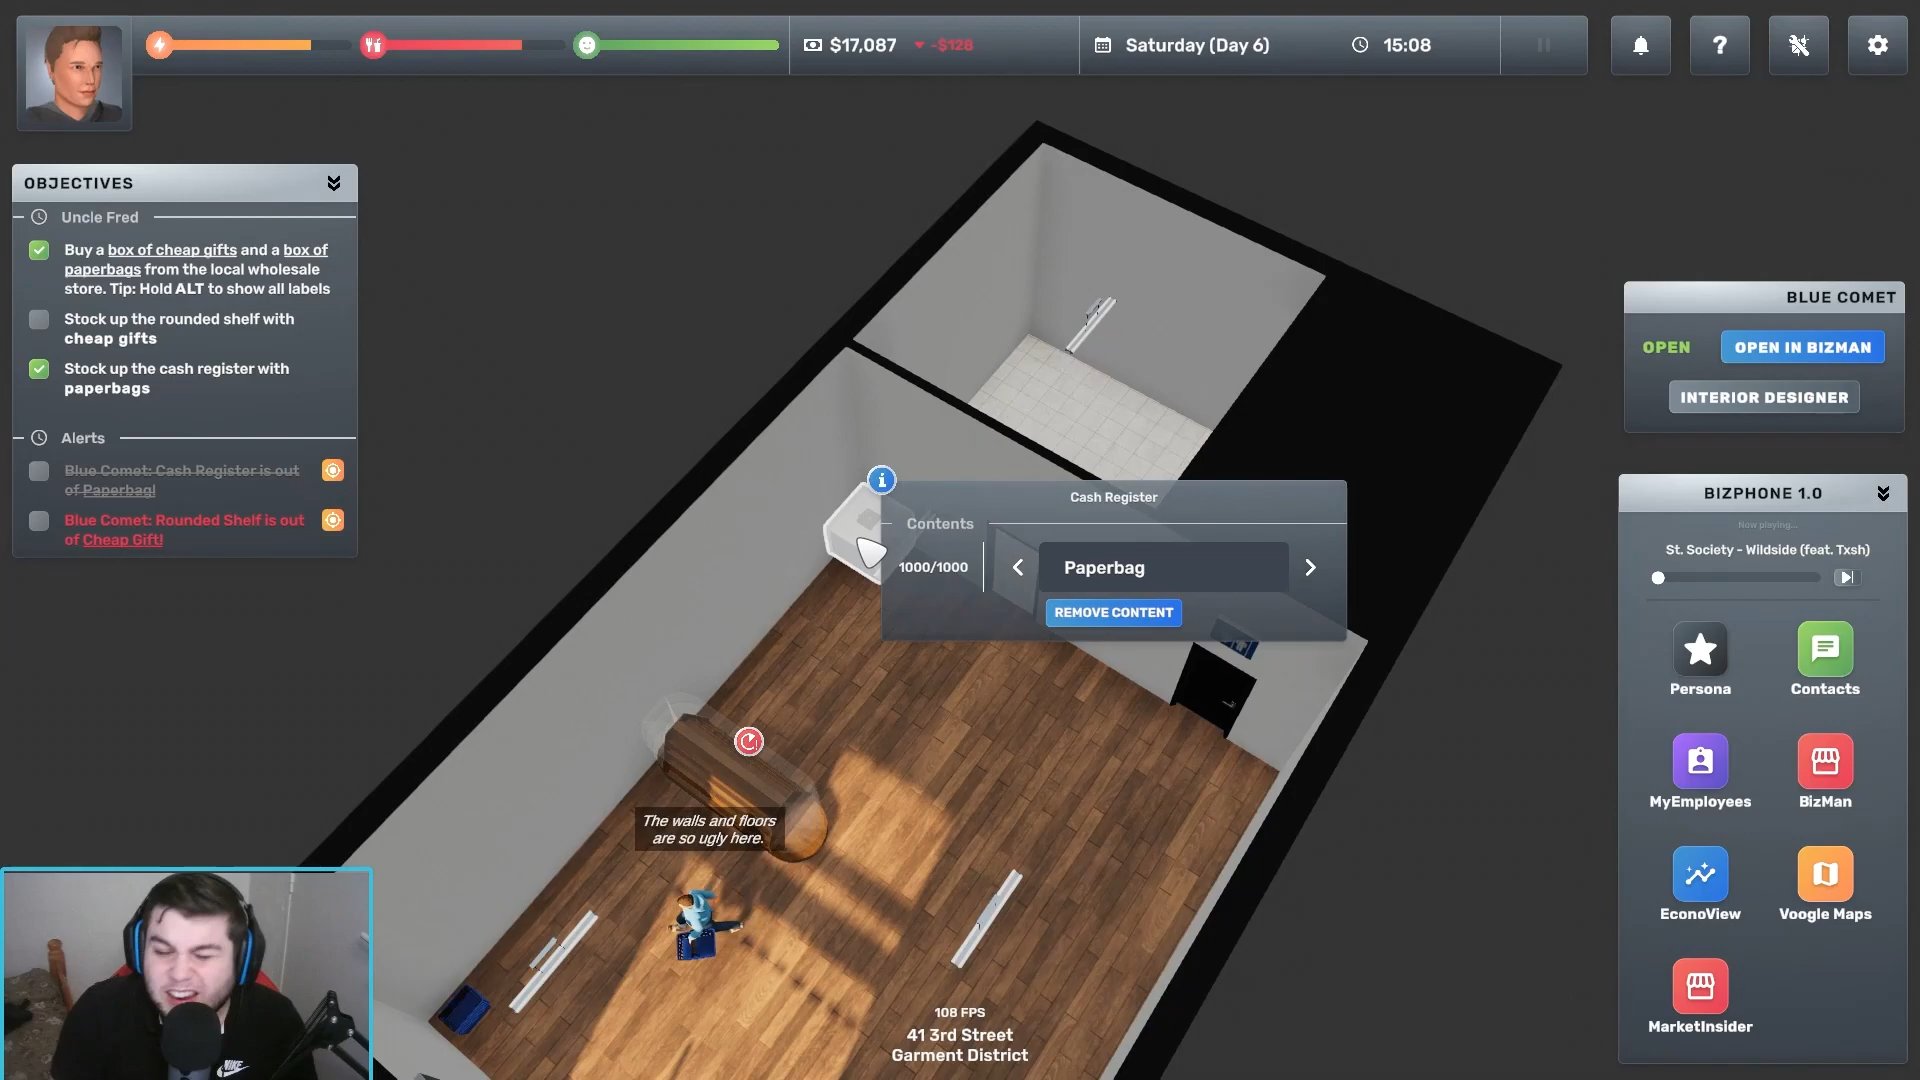 $17,087
-$128
Saturday (Day 6)
15:08
?
OBJECTIVES
Uncle Fred
Buy a box of cheap gifts and a box of
paperbags from the local wholesale
store. Tip: Hold ALT to show all labels
Stock up the rounded shelf with
cheap gifts
Stock up the cash register with
paperbags
Alerts
Blue Comet: Cash Register is out
of Paperbag!
Blue Comet: Rounded Shelf is out
of Cheap Gift!
i
Cash Register
Contents
1000/1000
Paperbag
REMOVE CONTENT
The walls and floors
are so ugly here.
108 FPS
41 3rd Street
Garment District
BLUE COMET
OPEN
OPEN IN BIZMAN
INTERIOR DESIGNER
BIZPHONE 1.0
Now playing...
St. Society - Wildside (feat. Txsh)
Persona
Contacts
MyEmployees
BizMan
EconoView
Voogle Maps
MarketInsider
NIKE